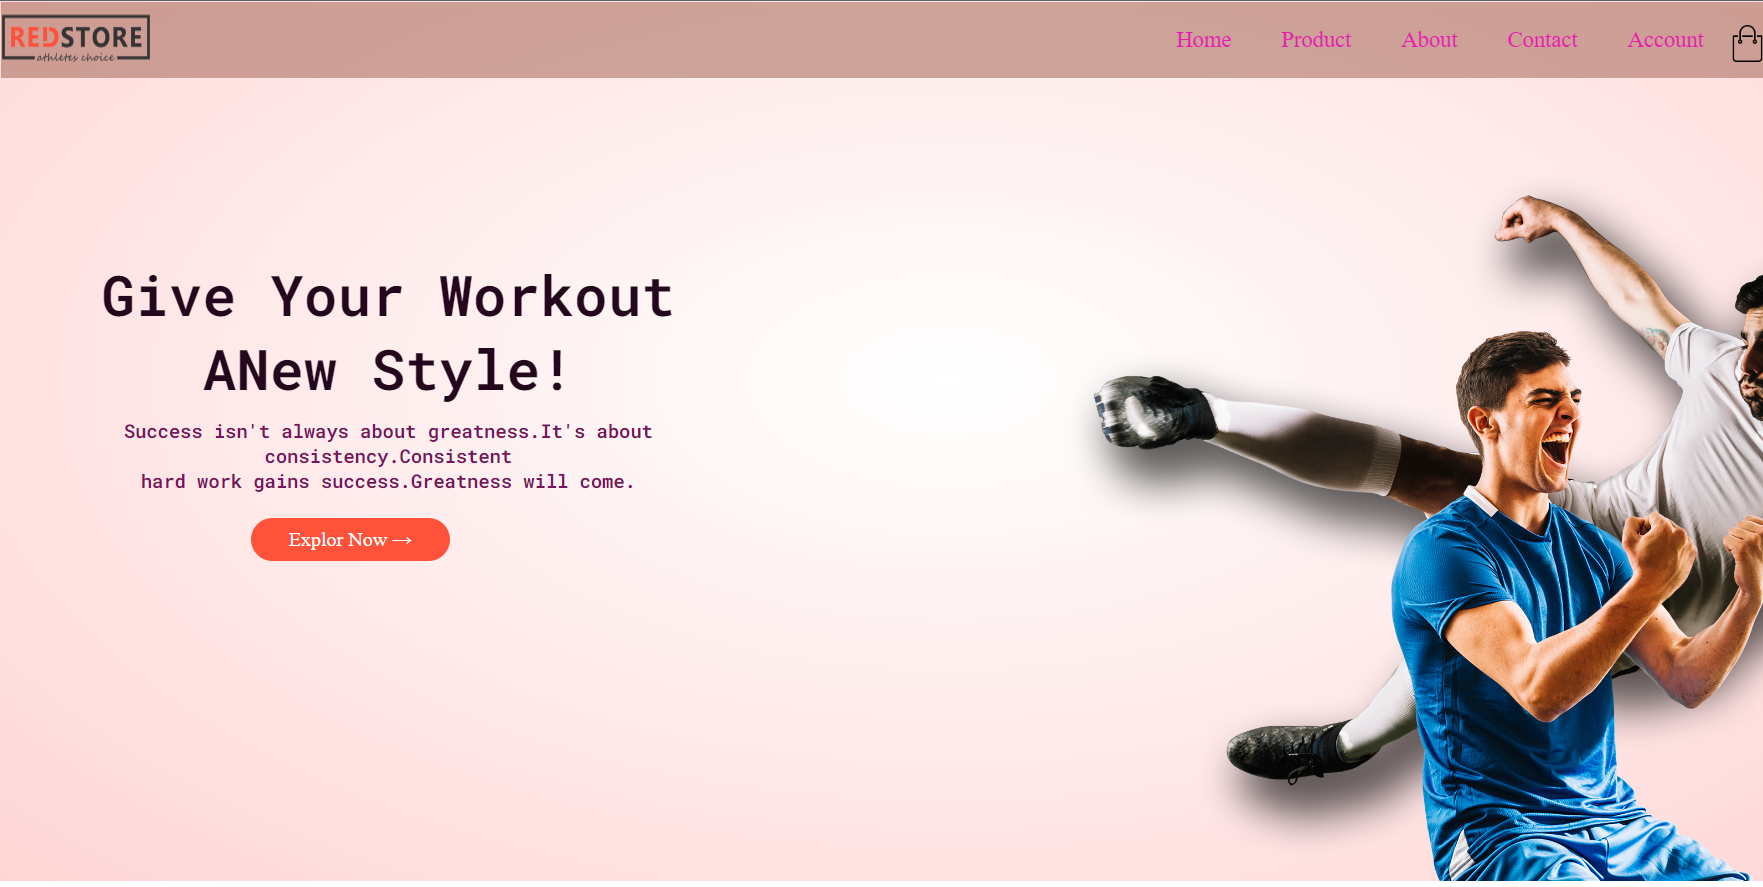 REDSTORE
athletes choice
Home Product About Contact Account
Give Your Workout
ANew Style!
Success isn't always about greatness.It's about
consistency.Consistent
hard work gains success.Greatness will come.
Explor Now →